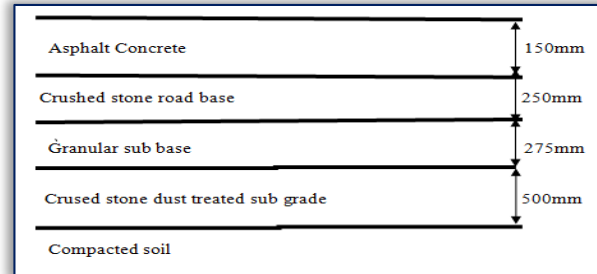 Asphalt Concrete 150mm
Crushed stone road base 250mm
Granular sub base 275mm
Crused stone dust treated sub grade 500mm
Compacted soil